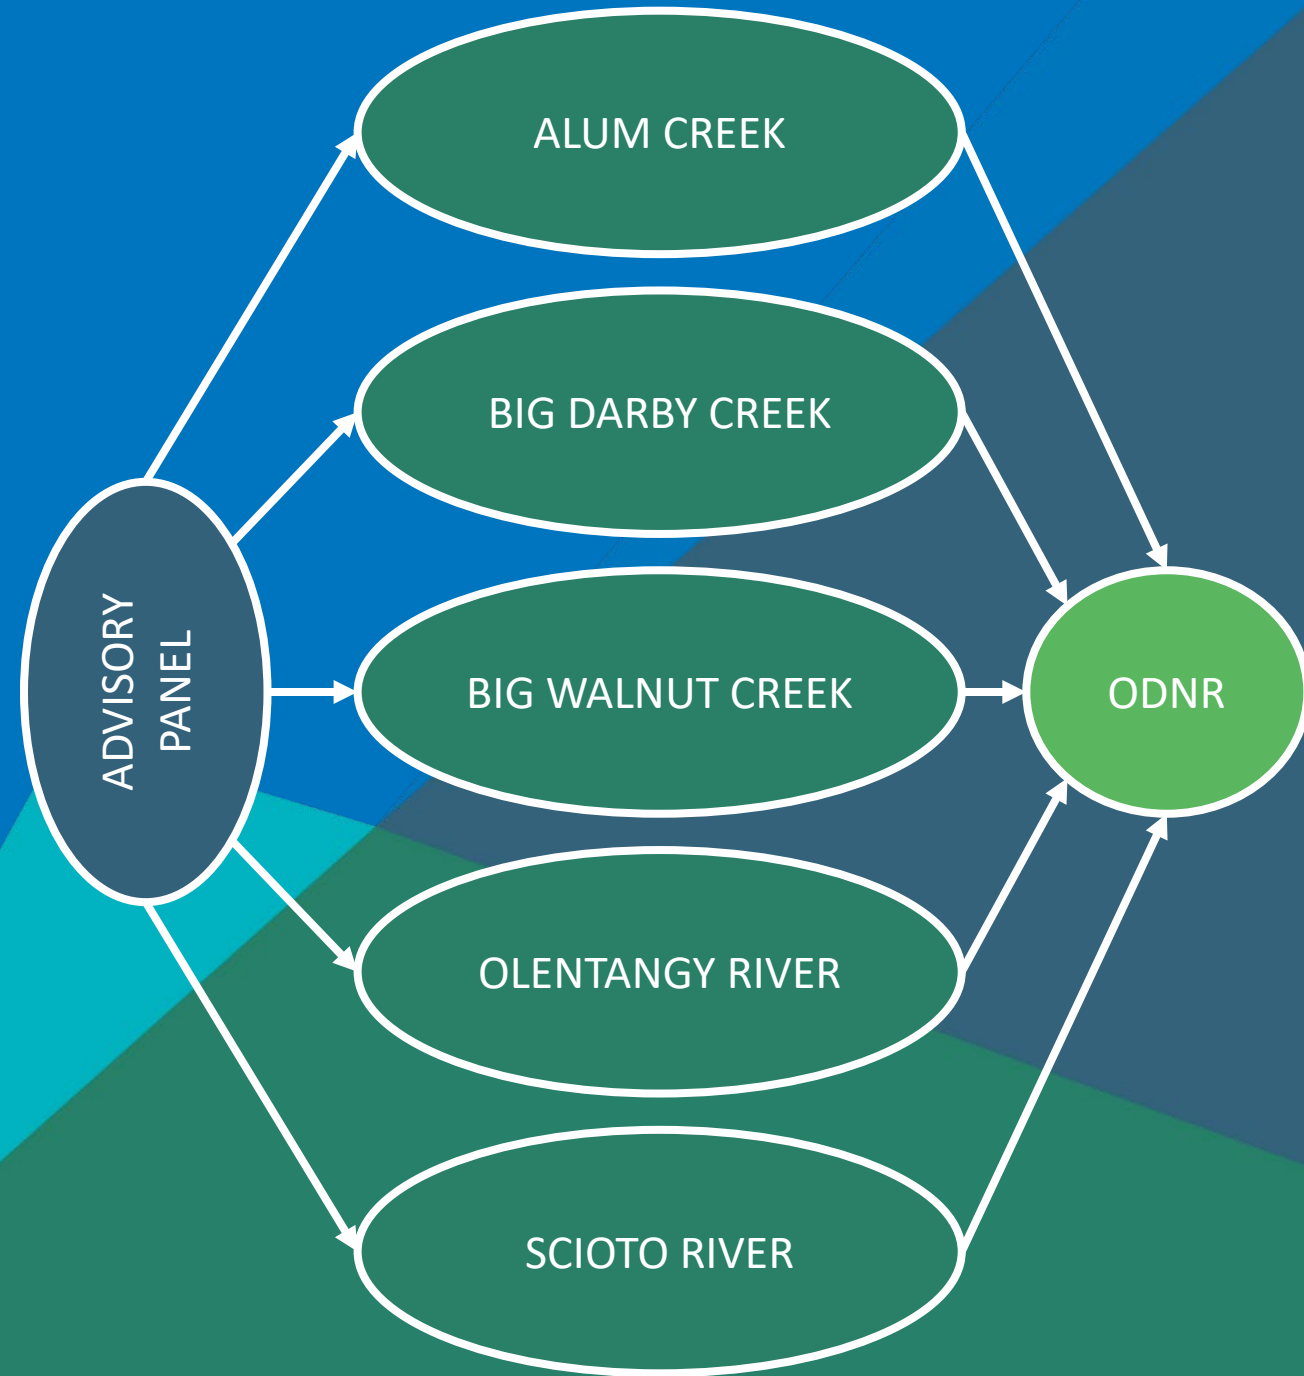 ALUM CREEK
BIG DARBY CREEK
ADVISORY
PANEL
BIG WALNUT CREEK
ODNR
OLENTANGY RIVER
SCIOTO RIVER